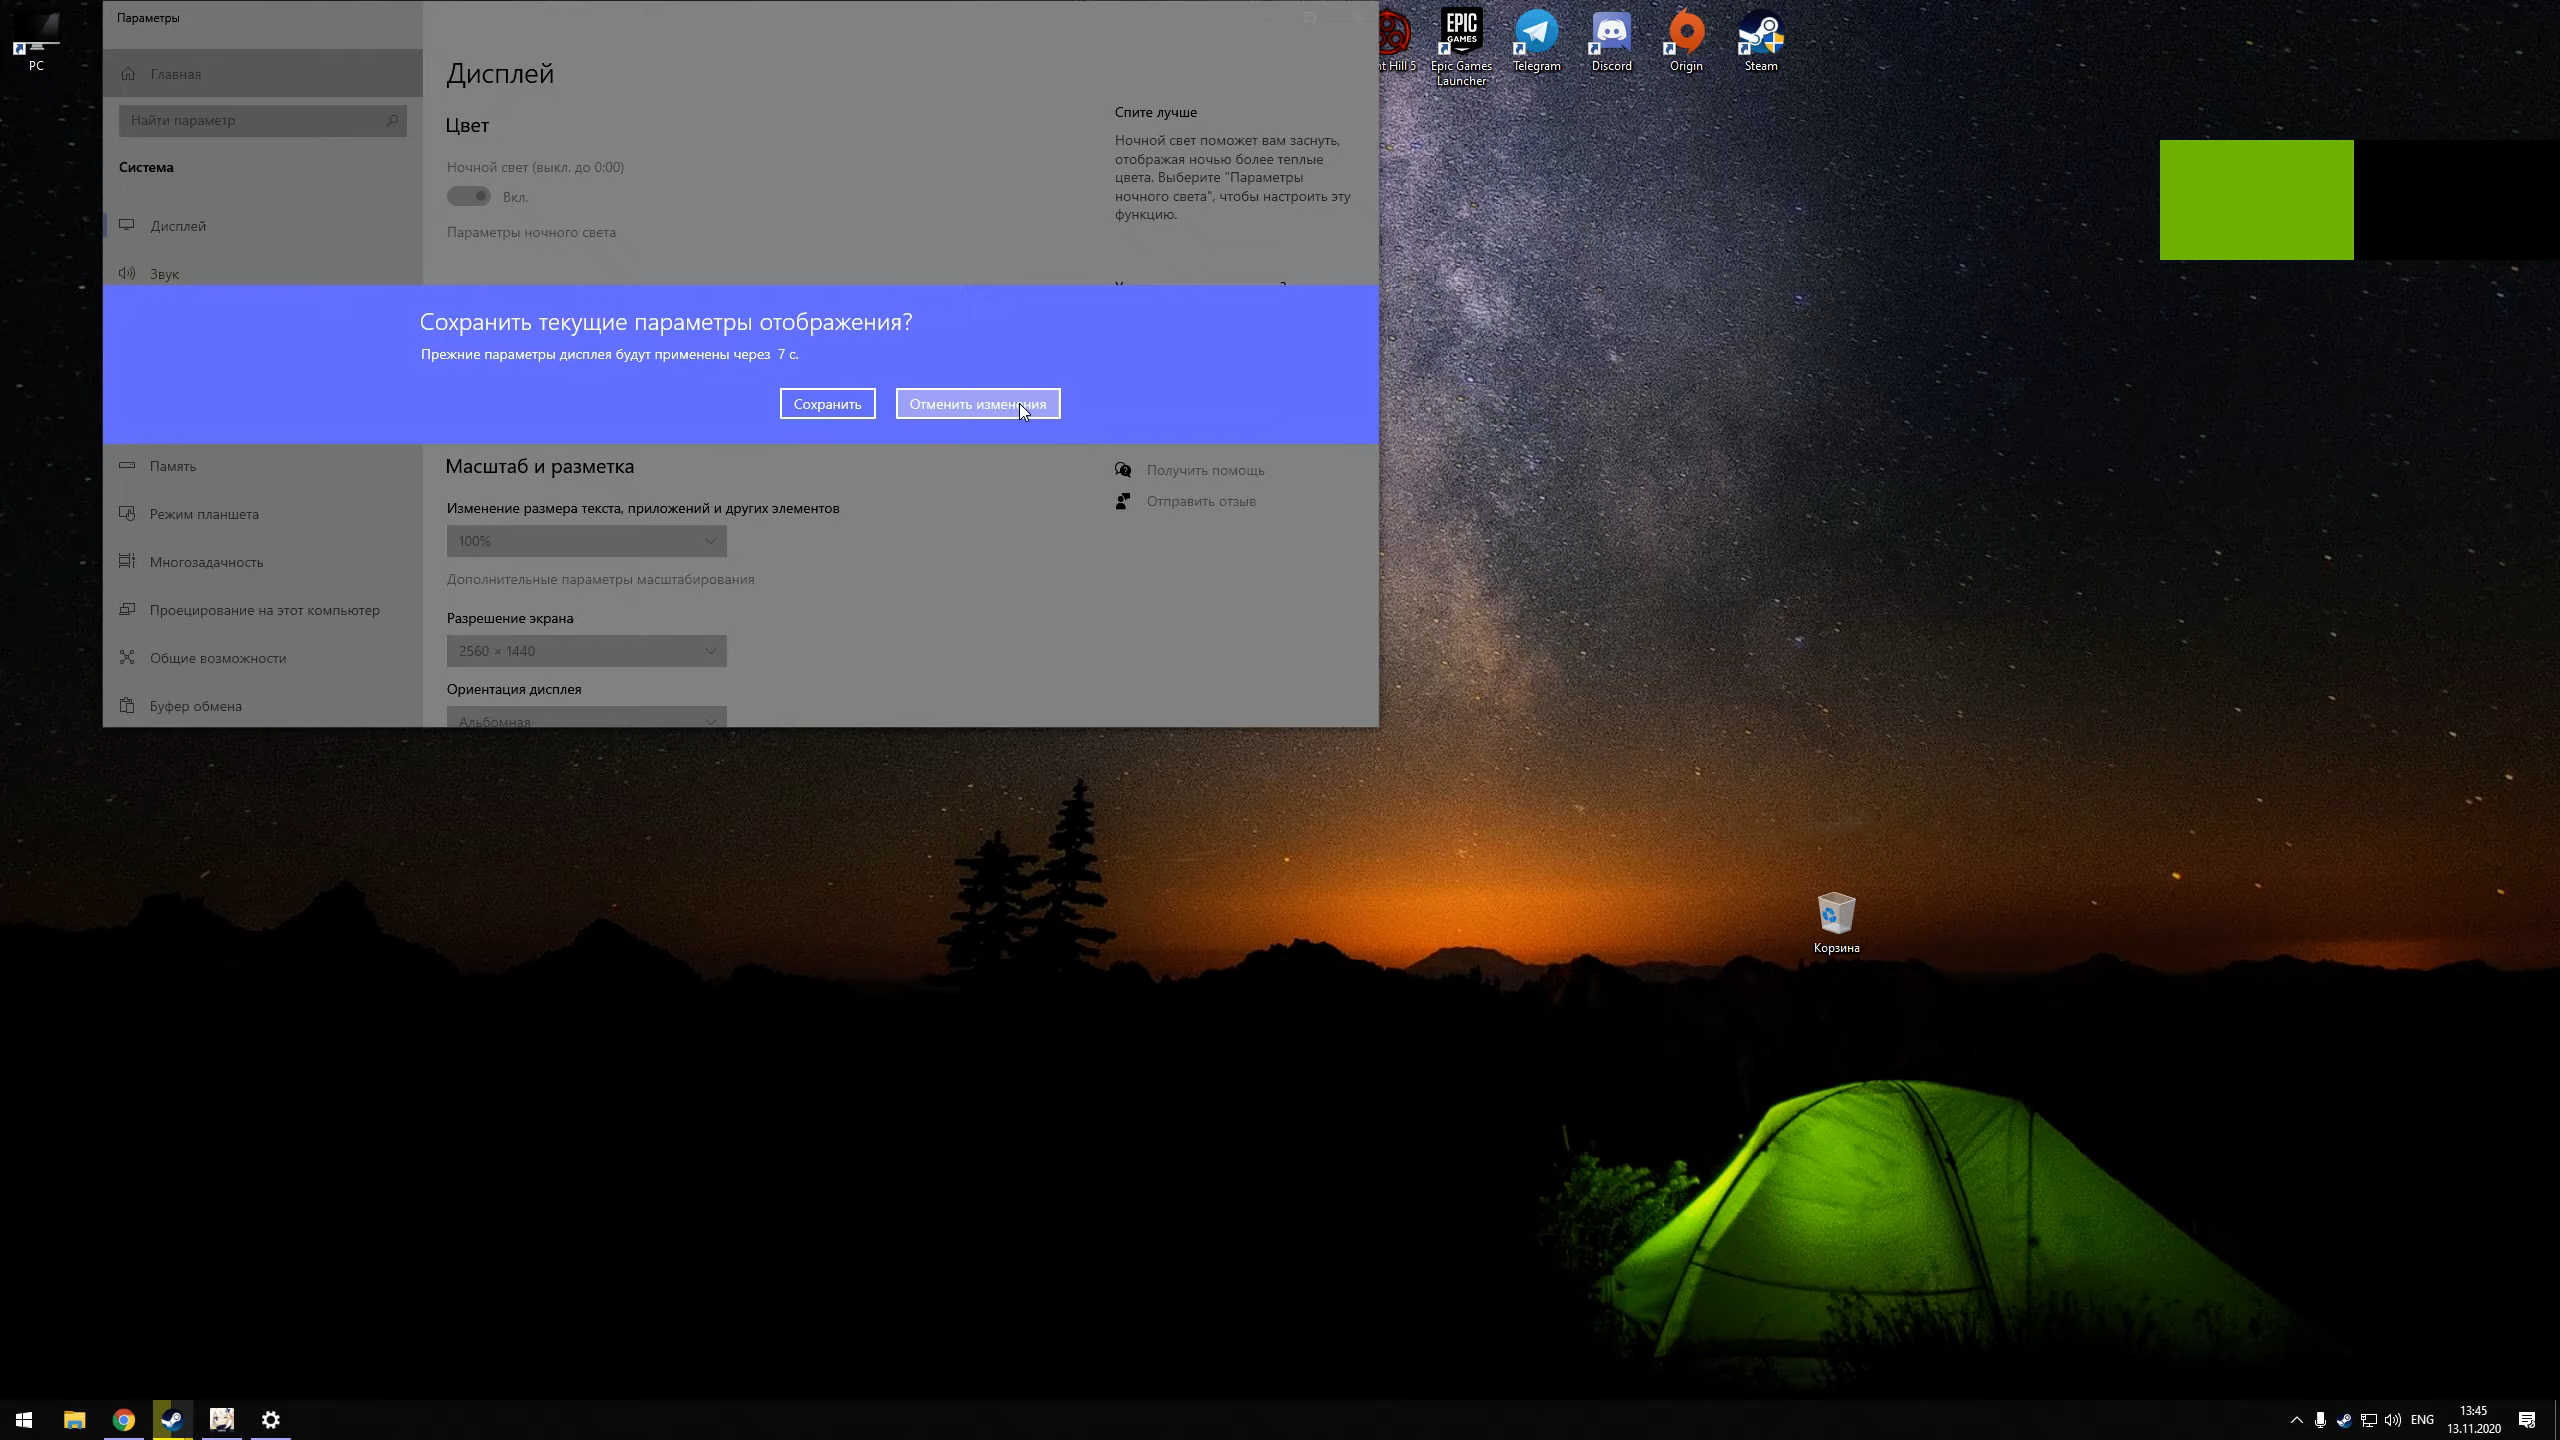 Параметры
PC
Главная
Найти параметр
Система
Дисплей
Звук
Память
Режим планшета
Многозадачность
Проецирование на этот компьютер
Общие возможности
Буфер обмена
Дисплей
Цвет
Ночной свет (выкл. до 0:00)
Вкл.
Параметры ночного света
Спите лучше
Ночной свет поможет вам заснуть,
отображая ночью более теплые
цвета. Выберите "Параметры
ночного света", чтобы настроить эту
функцию.
Сохранить текущие параметры отображения?
Прежние параметры дисплея будут применены через 7 с.
Сохранить
Отменить изменения
Масштаб и разметка
Изменение размера текста, приложений и других элементов
100%
Дополнительные параметры масштабирования
Разрешение экрана
2560 × 1440
Ориентация дисплея
Альбомная
Получить помощь
Отправить отзыв
Hill 5
EPIC
GAMES
Epic Games
Launcher
Telegram
Discord
Origin
Steam
Корзина
ENG
13:45
13.11.2020